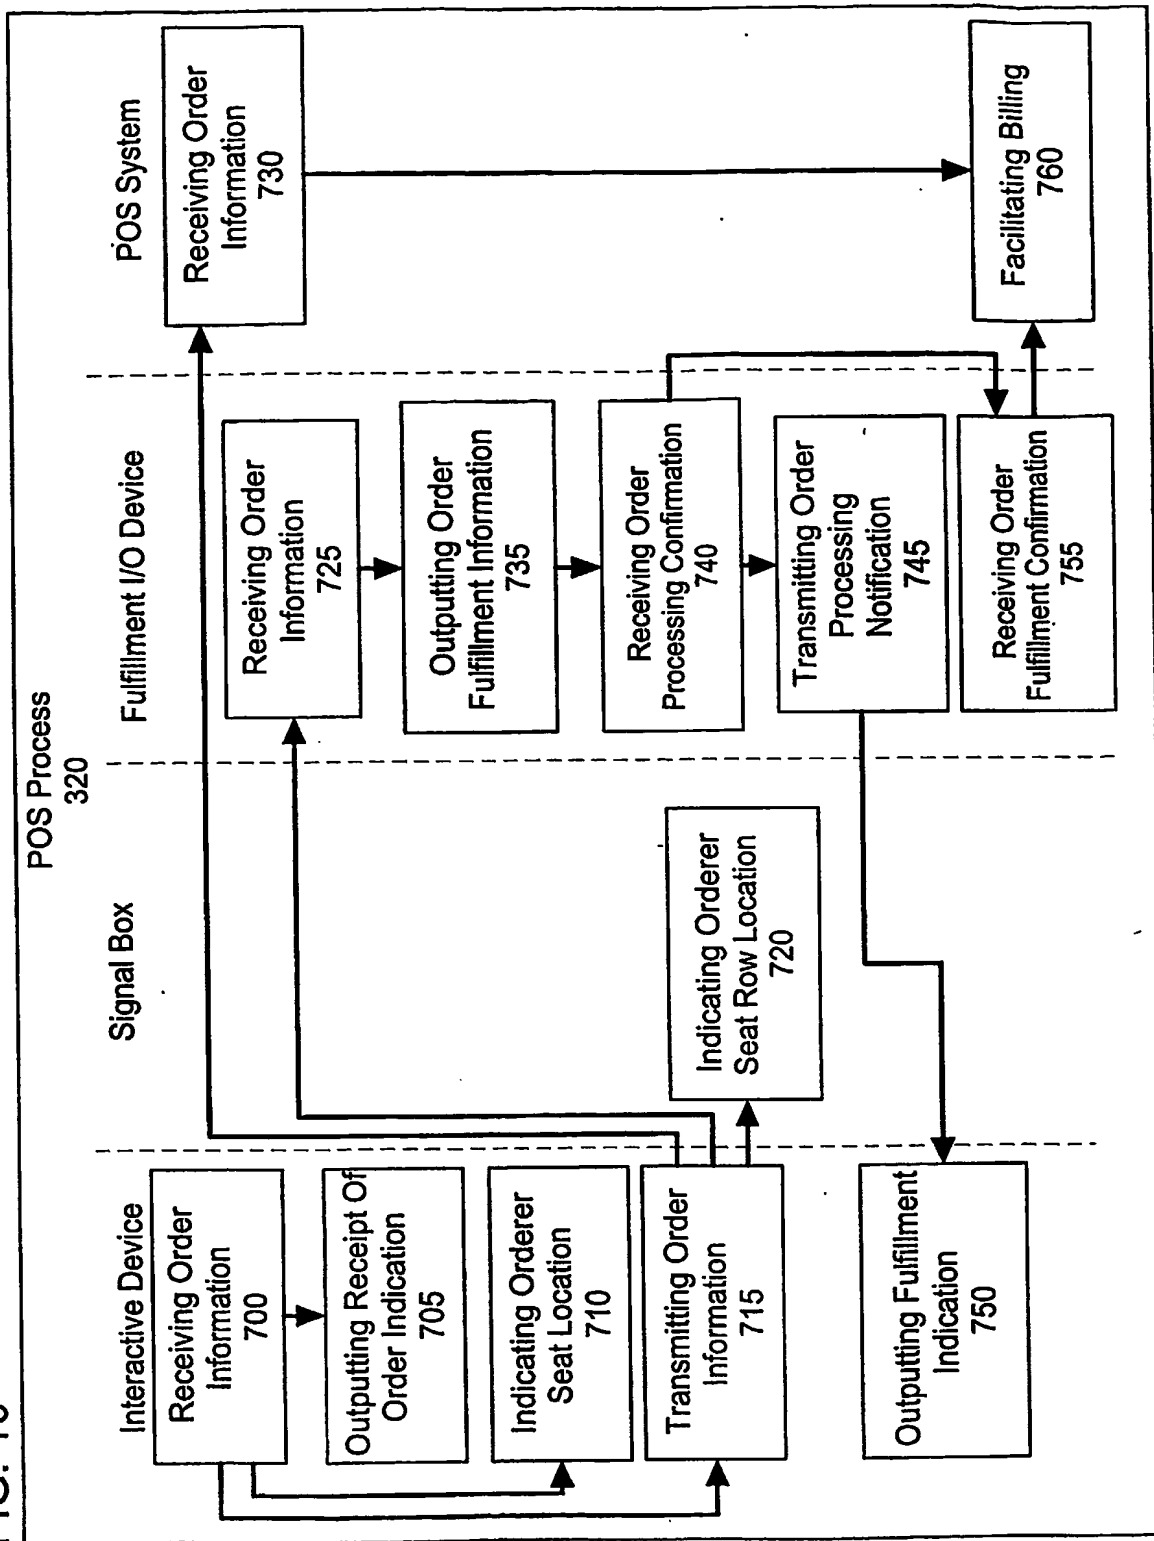 POS Process
320
Interactive Device
Signal Box
Fulfillment I/O Device
POS System
Receiving Order
Information
700
Outputting Receipt Of
Order Indication
705
Indicating Orderer
Seat Location
710
Transmitting Order
Information
715
Indicating Orderer
Seat Row Location
720
Receiving Order
Information
725
Receiving Order
Information
730
Outputting Order
Fulfillment Information
735
Receiving Order
Processing Confirmation
740
Transmitting Order
Processing
Notification
745
Outputting Fulfillment
Indication
750
Receiving Order
Fulfillment Confirmation
755
Facilitating Billing
760